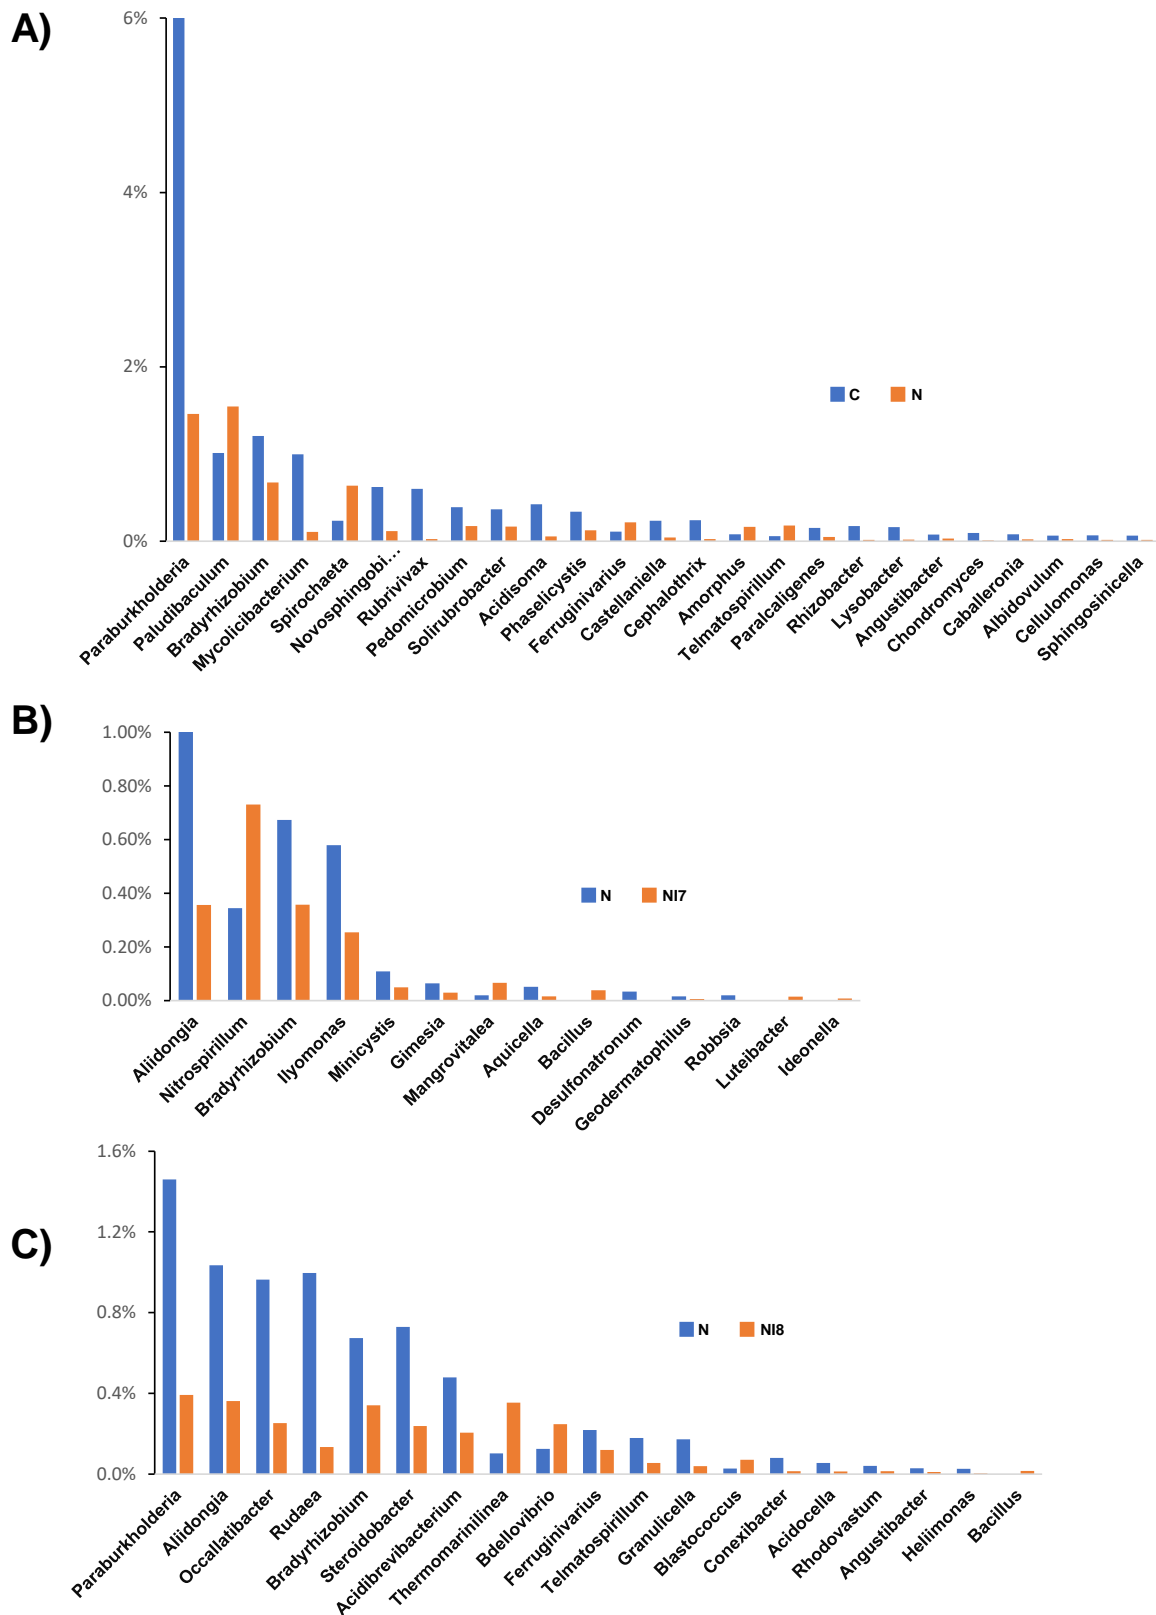 A)
6%
4%
2%
0%
C N
Paraburkholderia
Paludibaculum
Bradyrhizobium
Mycolicibacterium
Spirochaeta
Novosphingobi...
Rubrivivax
Pedomicrobium
Solirubrobacter
Acidisoma
Phaselicystis
Ferruginivarius
Castellaniella
Cephalothrix
Amorphus
Telmatospirillum
Paralcaligenes
Rhizobacter
Lysobacter
Angustibacter
Chondromyces
Caballeronia
Albidovulum
Cellulomonas
Sphingosinicella
B)
1.00%
0.80%
0.60%
0.40%
0.20%
0.00%
N NI7
Aliidongia
Nitrospirillum
Bradyrhizobium
Ilyomonas
Minicystis
Gimesia
Mangrovitalea
Aquicella
Bacillus
Desulfonatronum
Geodermatophilus
Robbsia
Luteibacter
Ideonella
C)
1.6%
1.2%
0.8%
0.4%
0.0%
N NI8
Paraburkholderia
Aliidongia
Occallatibacter
Rudaea
Bradyrhizobium
Steroidobacter
Acidibrevibacterium
Thermomarinilinea
Bdellovibrio
Ferruginivarius
Telmatospirillum
Granulicella
Blastococcus
Conexibacter
Acidocella
Rhodovastum
Angustibacter
Heliimonas
Bacillus